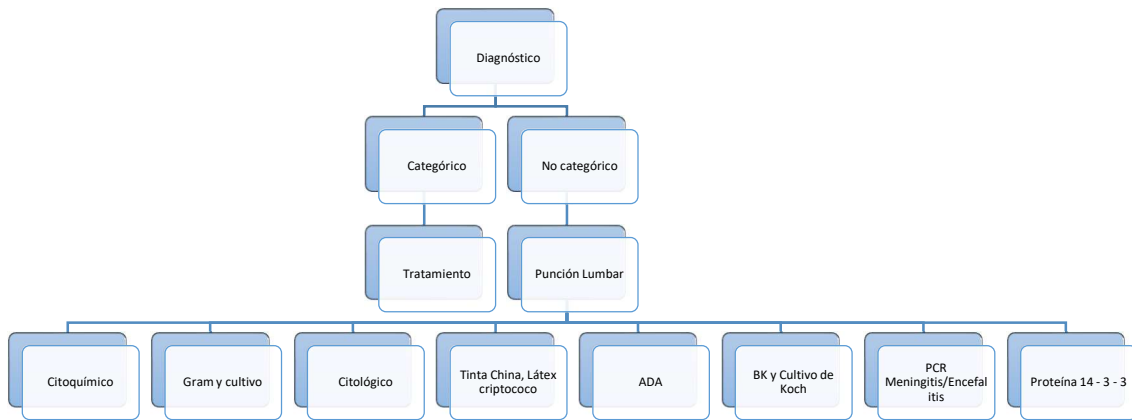 Diagnóstico
Categórico
No categórico
Tratamiento
Punción Lumbar
Citoquímico
Gram y cultivo
Citológico
Tinta China, Látex
criptococo
ADA
BK y Cultivo de
Koch
PCR
Meningitis/Encefal
itis
Proteína 14 - 3 - 3